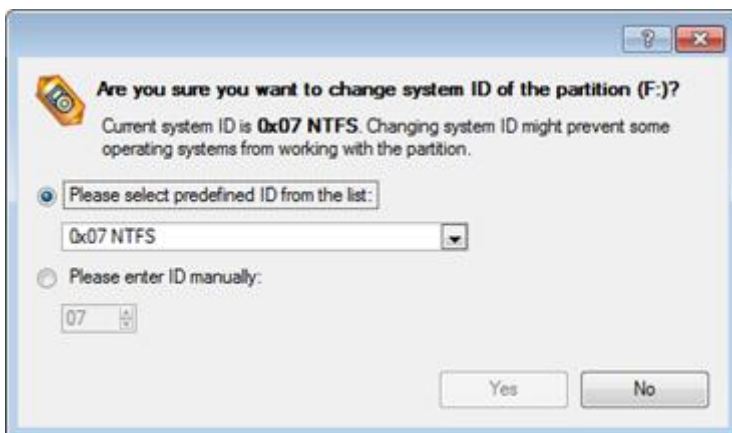 Are you sure you want to change system ID of the partition (F:)?
Current system ID is 0x07 NTFS. Changing system ID might prevent some
operating systems from working with the partition.
Please select predefined ID from the list:
0x07 NTFS
Please enter ID manually:
07
Yes No